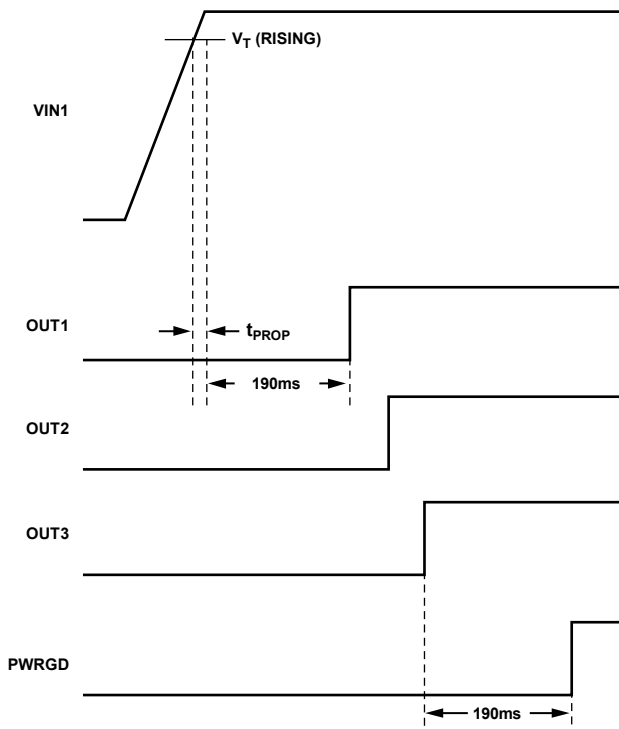 V_T (RISING)
VIN1
OUT1
t_PROP
190ms
OUT2
OUT3
PWRGD
190ms